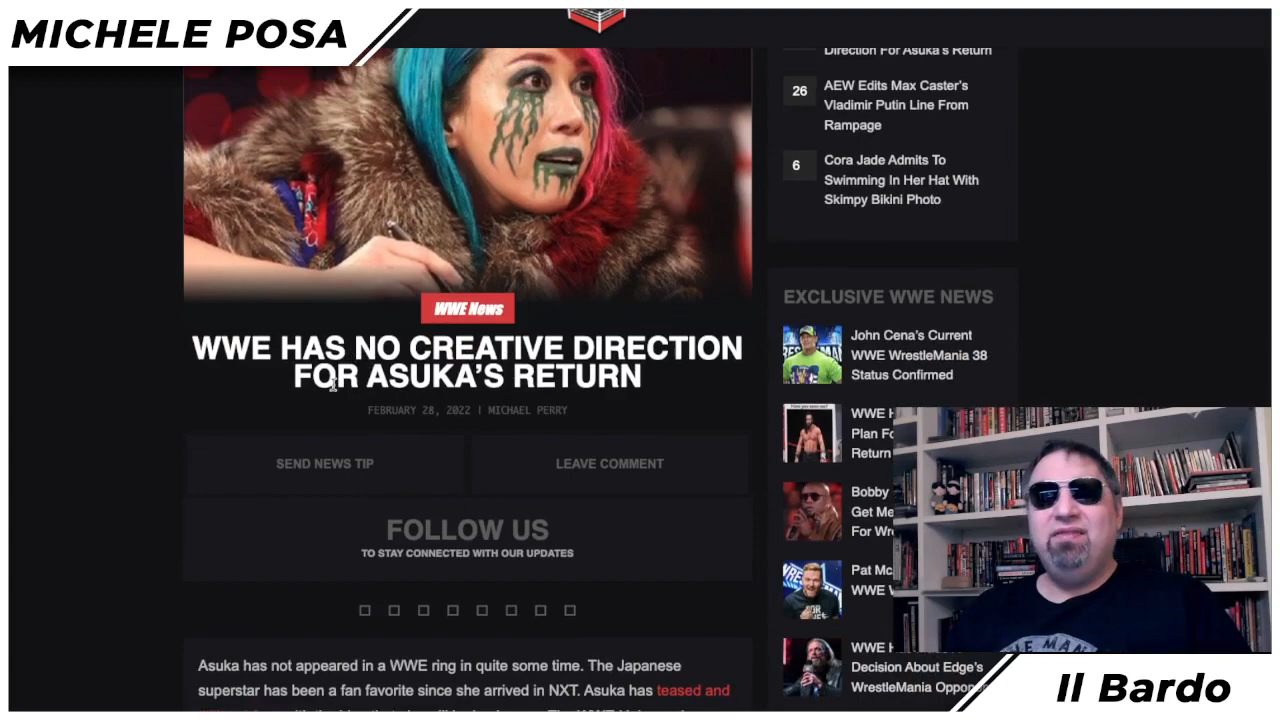 MICHELE POSA
Direction For Asuka's Return
26
AEW Edits Max Caster's
Vladimir Putin Line From
Rampage
6
Cora Jade Admits To
Swimming In Her Hat With
Skimpy Bikini Photo
WWE News
WWE HAS NO CREATIVE DIRECTION
FOR ASUKA'S RETURN
FEBRUARY 28, 2022 | MICHAEL PERRY
SEND NEWS TIP
LEAVE COMMENT
FOLLOW US
TO STAY CONNECTED WITH OUR UPDATES
Asuka has not appeared in a WWE ring in quite some time. The Japanese
superstar has been a fan favorite since she arrived in NXT. Asuka has teased and
EXCLUSIVE WWE NEWS
John Cena's Current
WWE WrestleMania 38
Status Confirmed
WWE
Plan
Return
Bobby
Get
For
Pat
WWE
WWE
Decision About Edge's
WrestleMania
Il Bardo